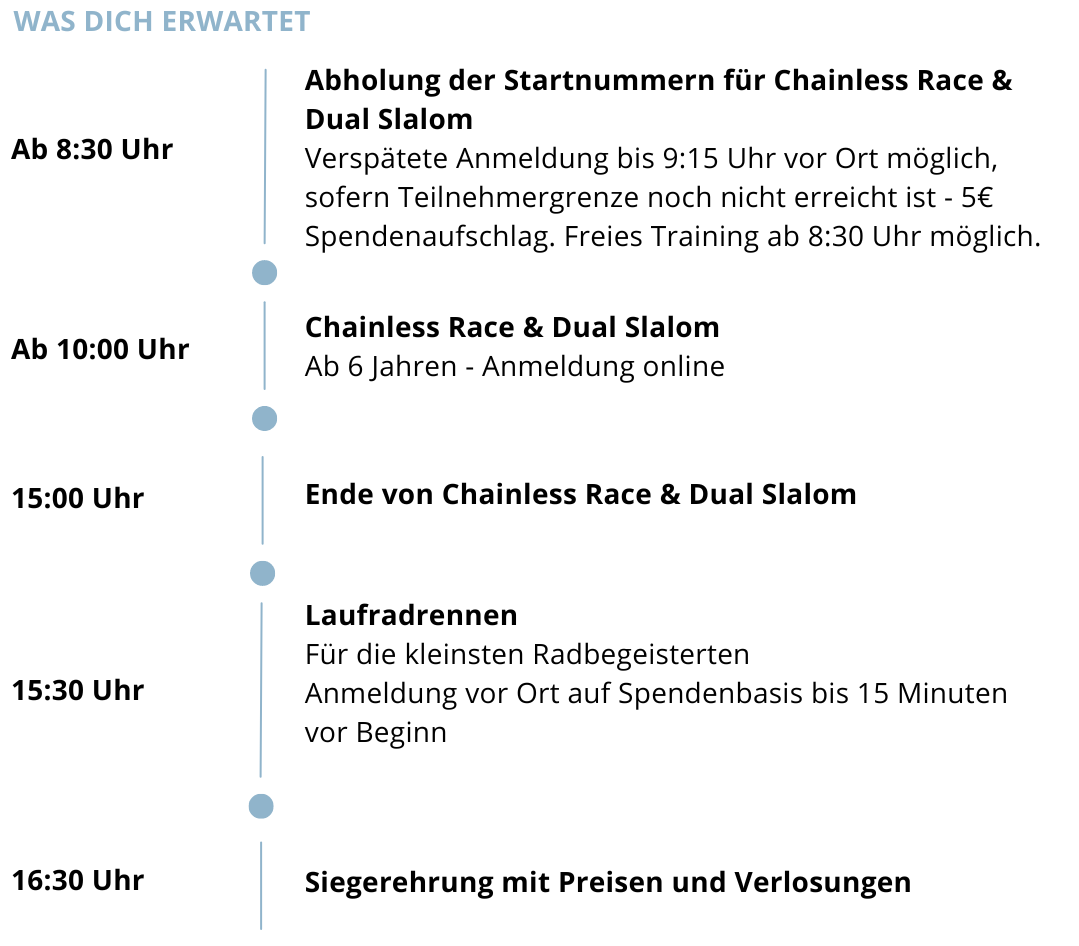 WAS DICH ERWARTET
Ab 8:30 Uhr
Abholung der Startnummern für Chainless Race &
Dual Slalom
Verspätete Anmeldung bis 9:15 Uhr vor Ort möglich,
sofern Teilnehmergrenze noch nicht erreicht ist - 5€
Spendenaufschlag. Freies Training ab 8:30 Uhr möglich.
Ab 10:00 Uhr
Chainless Race & Dual Slalom
Ab 6 Jahren - Anmeldung online
15:00 Uhr
Ende von Chainless Race & Dual Slalom
15:30 Uhr
Laufradrennen
Für die kleinsten Radbegeisterten
Anmeldung vor Ort auf Spendenbasis bis 15 Minuten
vor Beginn
16:30 Uhr
Siegerehrung mit Preisen und Verlosungen